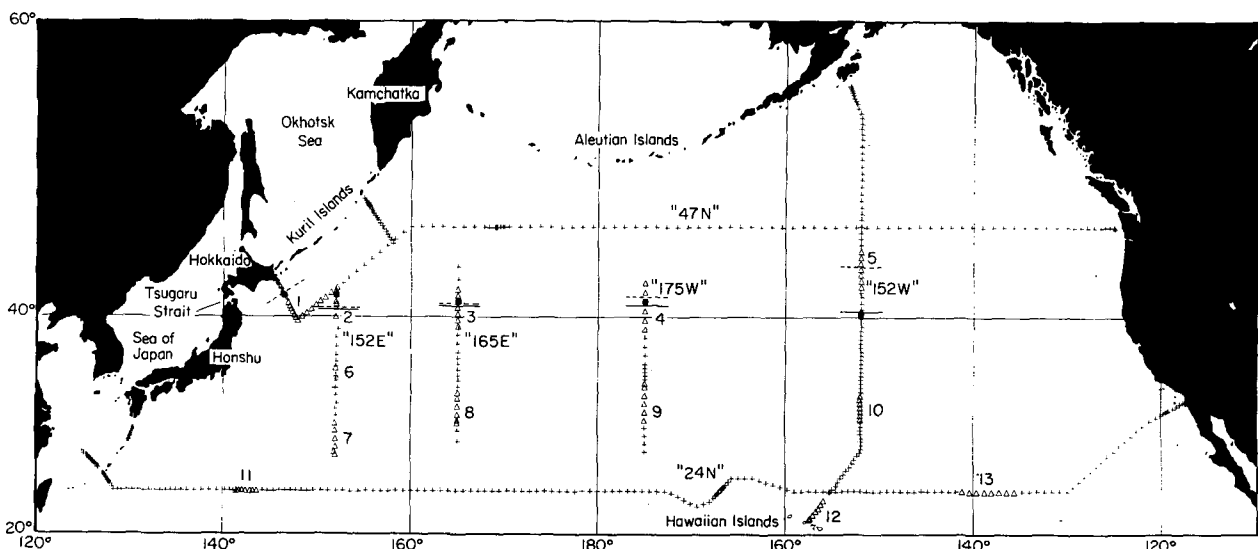 60°
Kamchatka
Okhotsk
Sea
Aleutian Islands
Kuril Islands
"47N"
Hokkaido
5
Tsugaru
Strait
1
"175W"
"152W"
40°
2
3
4
Sea of
Japan
Honshu
"152E"
"165E"
6
7
8
9
10
11
"24N"
13
Hawaiian Islands
12
20°
120°
140°
160°
180°
160°
140°
120°